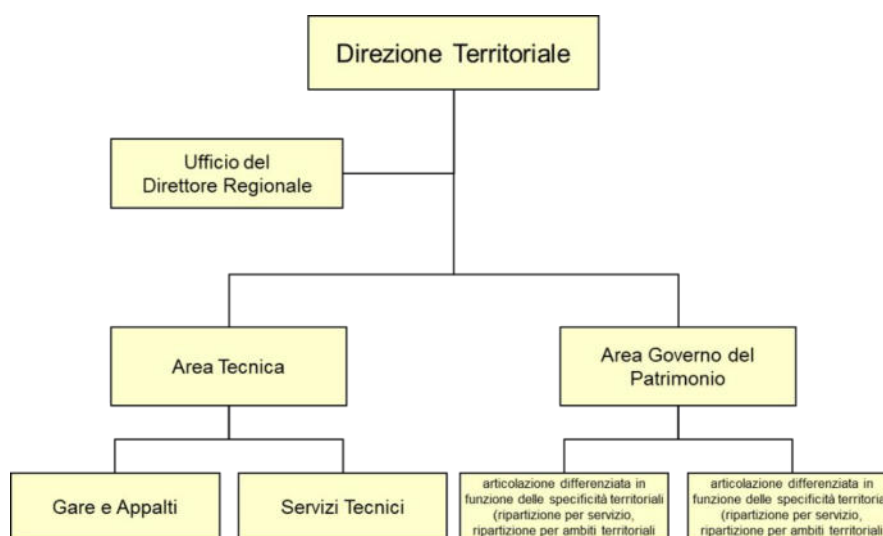 Direzione Territoriale
Ufficio del
Direttore Regionale
Area Tecnica
Area Governo del
Patrimonio
Gare e Appalti
Servizi Tecnici
articolazione differenziata in
funzione delle specificità territoriali
(ripartizione per servizio,
ripartizione per ambiti territoriali
articolazione differenziata in
funzione delle specificità territoria
(ripartizione per servizio,
ripartizione per ambiti territoriali